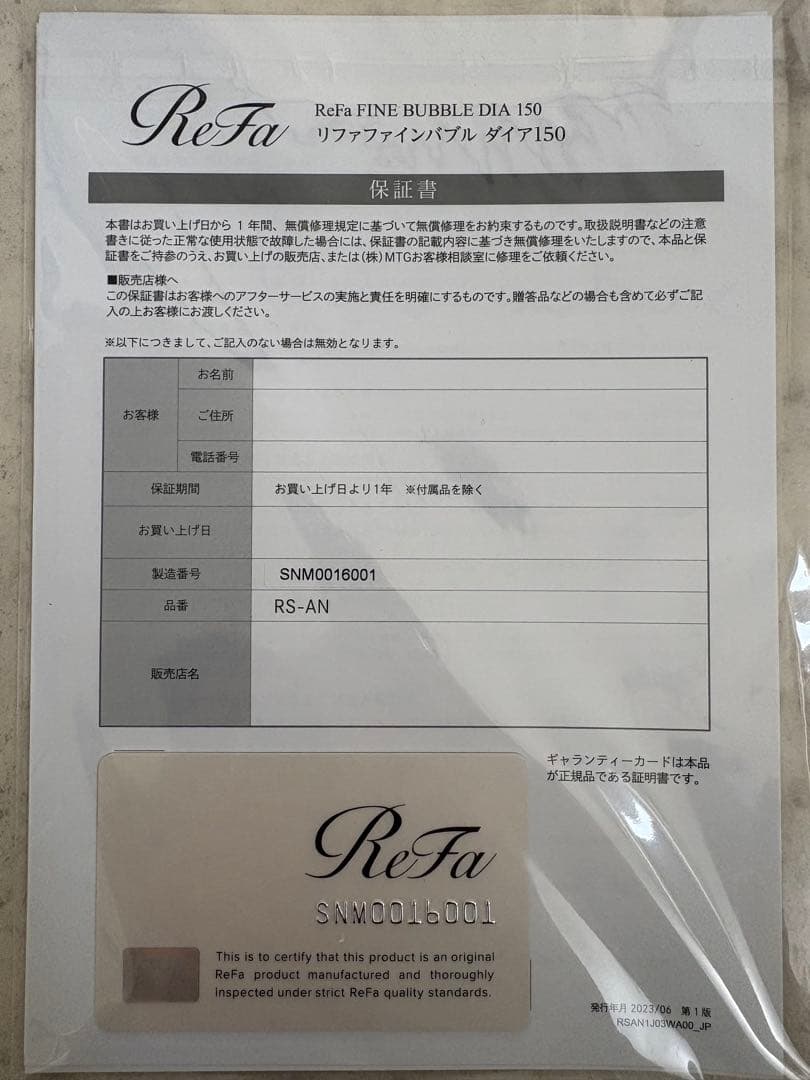 ReFa
ReFa FINE BUBBLE DIA 150
リファファインバブル ダイア150
保証書
本書はお買い上げ日から 1 年間、無償修理規定に基づいて無償修理をお約束するものです。取扱説明書などの注意
書きに従った正常な使用状態で故障した場合には、保証書の記載内容に基づき無償修理をいたしますので、本品と保
証書をご持参のうえ、お買い上げの販売店、または(株)MTGお客様相談室に修理をご依頼ください。
■販売店様へ
この保証書はお客様へのアフターサービスの実施と責任を明確にするものです。贈答品などの場合も含めて必ずご記
入の上お客様にお渡しください。
※以下につきまして、ご記入のない場合は無効となります。
お客様
お名前
ご住所
電話番号
保証期間 お買い上げ日より1年 ※付属品を除く
お買い上げ日
製造番号 SNM0016001
品番 RS-AN
販売店名
ギャランティーカードは本品
が正規品である証明書です。
ReFa
SNM0016001
This is to certify that this product is an original
ReFa product manufactured and thoroughly
inspected under strict ReFa quality standards.
発行年月 2023/06 第1版
RSAN1J03WA00_JP